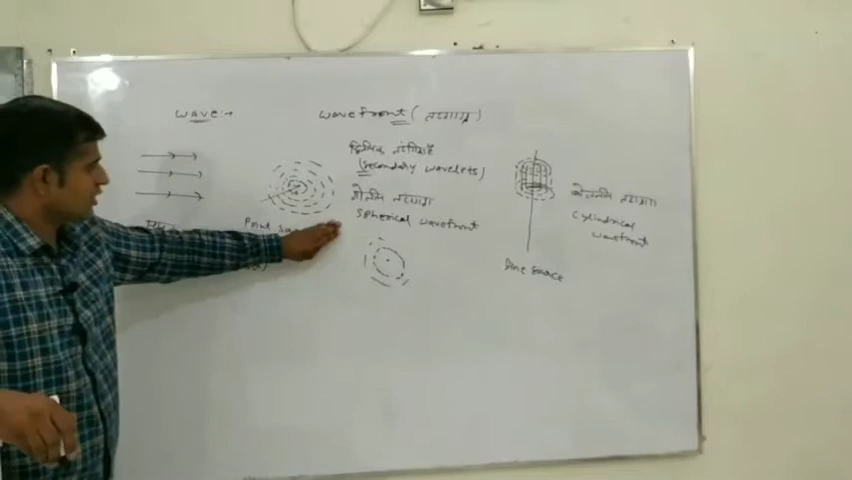 wave:→
wavefront (तरंगाग्र)
द्वितीयक तरंगिकाएँ
(Secondary wavelets)
गोलीय तरंगाग्र
Spherical wavefront
Point
बेलनीय तरंगाग्र
Cylindrical
wavefront
line source